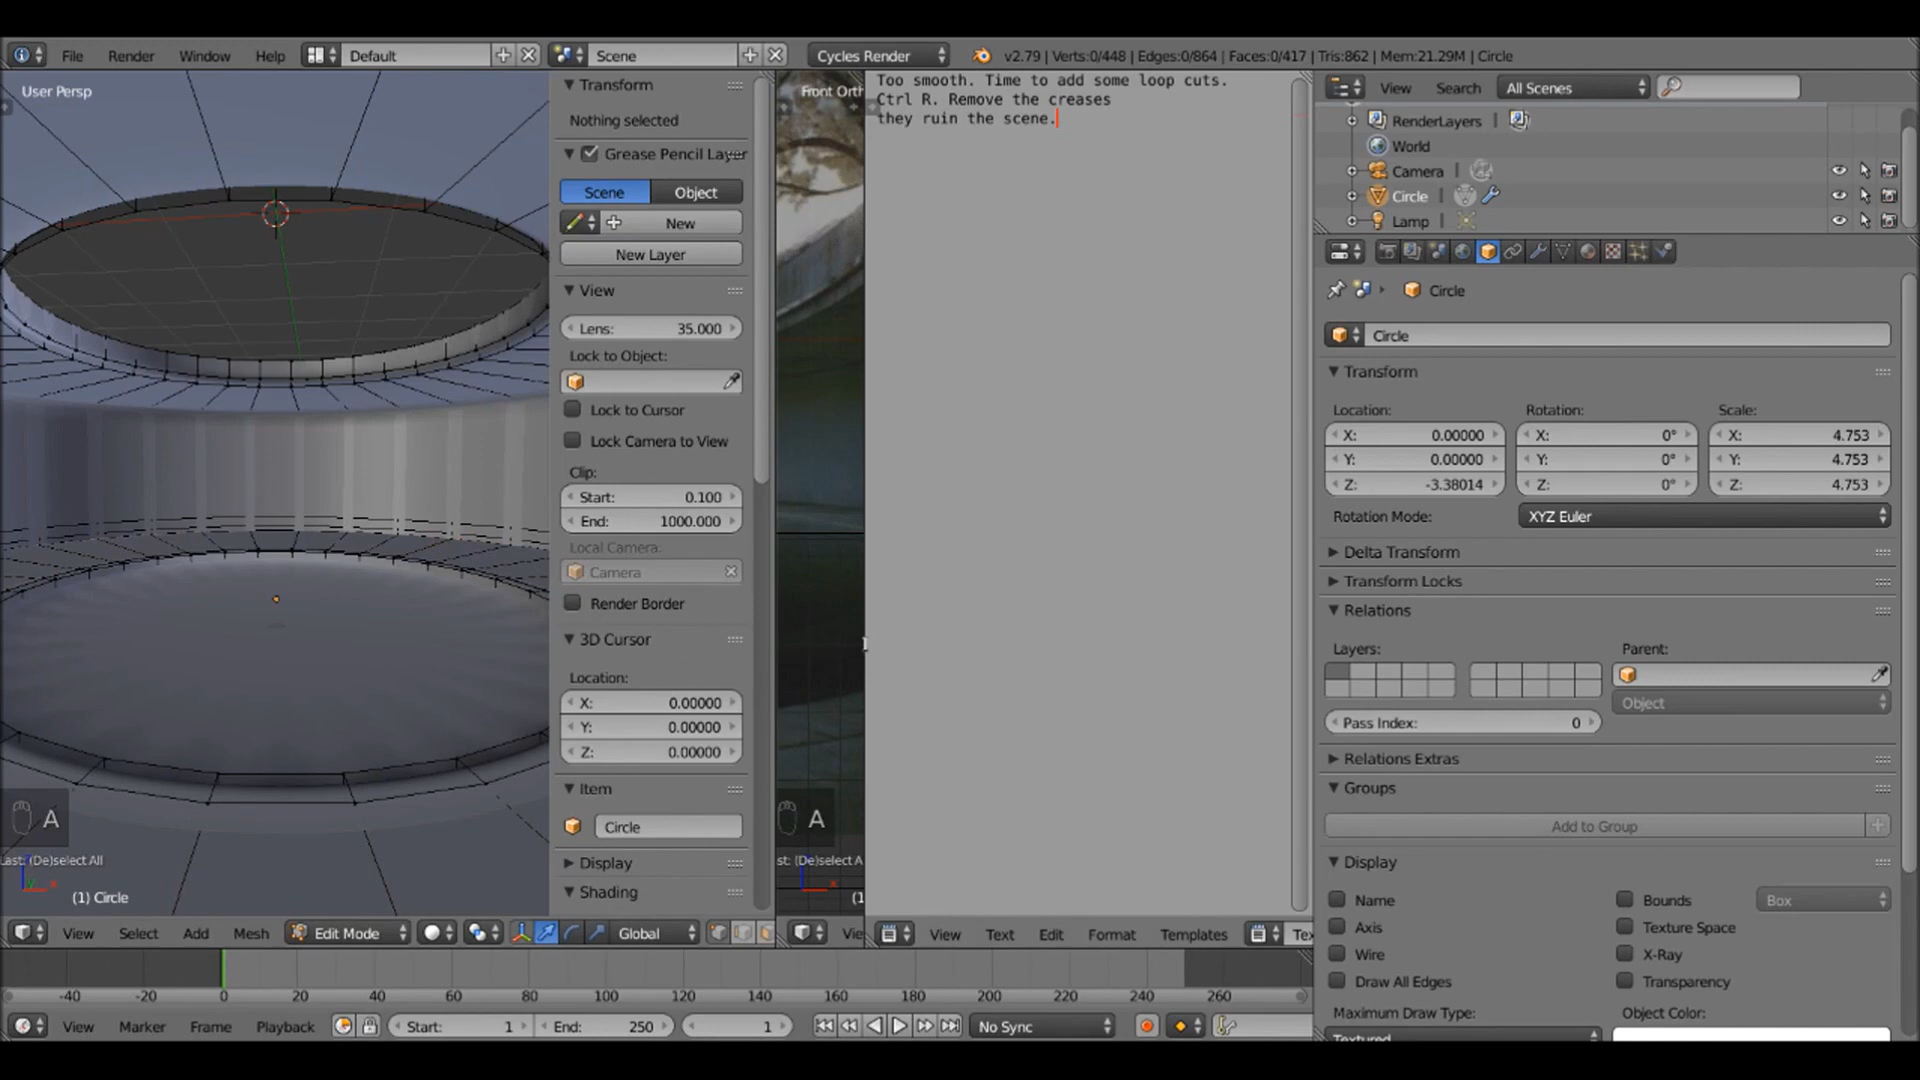 File Render Window Help Default Scene Cycles Render v2.79 | Verts:0/448 | Edges:0/864 | Faces:0/417 | Tris:862 | Mem:21.29M | Circle
User Persp
Transform
Nothing selected
Grease Pencil Layer
Scene Object
New
New Layer
View
Lens: 35.000
Lock to Object:
Lock to Cursor
Lock Camera to View
Clip:
Start: 0.100
End: 1000.000
Local Camera:
Camera
Render Border
3D Cursor
Location:
X: 0.00000
Y: 0.00000
Z: 0.00000
Item
Circle
Display
Shading
A
Last: (De)select All
(1) Circle
Front Orth
A
st: (De)select A
(1
Too smooth. Time to add some loop cuts.
Ctrl R. Remove the creases
they ruin the scene.
View Search All Scenes
RenderLayers |
World
Camera
Circle
Lamp
Circle
Circle
Transform
Location: Rotation: Scale:
X: 0.00000 X: 0° X: 4.753
Y: 0.00000 Y: 0° Y: 4.753
Z: -3.38014 Z: 0° Z: 4.753
Rotation Mode: XYZ Euler
Delta Transform
Transform Locks
Relations
Layers: Parent:
Object
Pass Index: 0
Relations Extras
Groups
Add to Group
Display
Name Bounds Box
Axis Texture Space
Wire X-Ray
Draw All Edges Transparency
Maximum Draw Type: Object Color:
Textured
View Select Add Mesh Edit Mode Global Vie View Text Edit Format Templates Tex
-40 -20 0 20 40 60 80 100 120 140 160 180 200 220 240 260
View Marker Frame Playback Start: 1 End: 250 1 No Sync